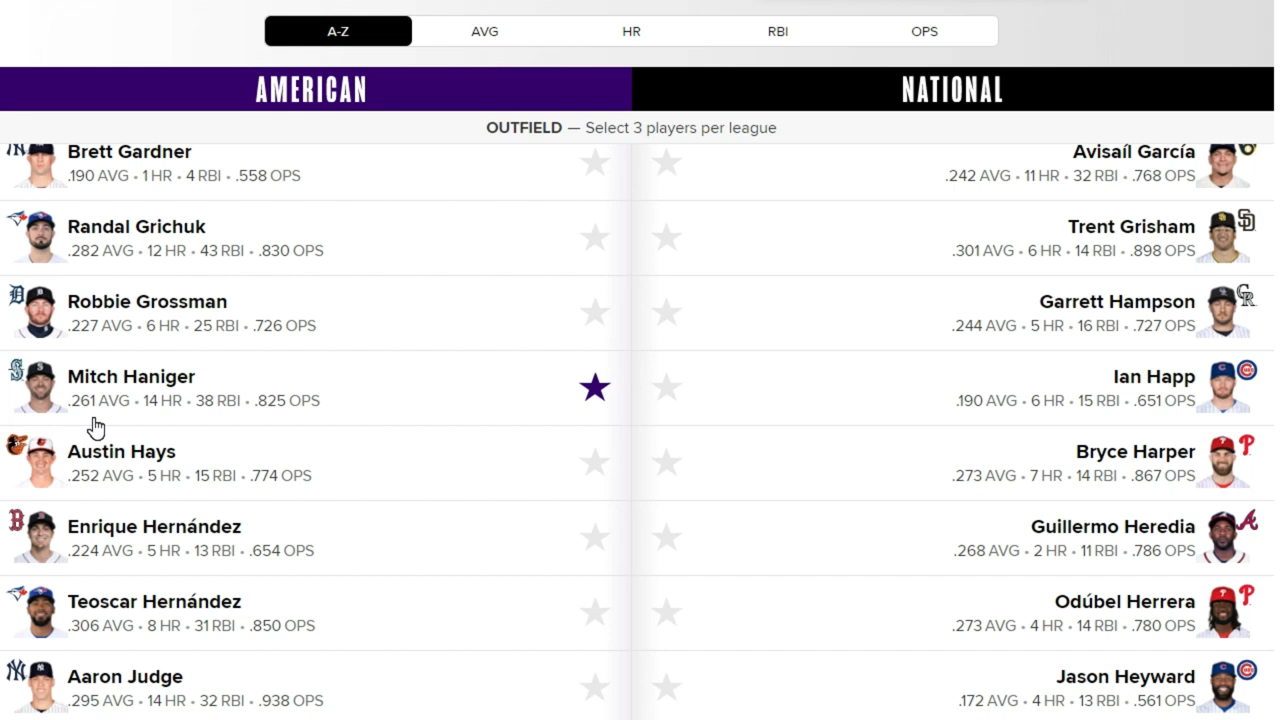 A-Z AVG HR RBI OPS
AMERICAN NATIONAL
OUTFIELD — Select 3 players per league
Brett Gardner Avisaíl García
.190 AVG • 1 HR • 4 RBI • .558 OPS .242 AVG • 11 HR • 32 RBI • .768 OPS
Randal Grichuk Trent Grisham
.282 AVG • 12 HR • 43 RBI • .830 OPS .301 AVG • 6 HR • 14 RBI • .898 OPS
Robbie Grossman Garrett Hampson
.227 AVG • 6 HR • 25 RBI • .726 OPS .244 AVG • 5 HR • 16 RBI • .727 OPS
Mitch Haniger Ian Happ
.261 AVG • 14 HR • 38 RBI • .825 OPS .190 AVG • 6 HR • 15 RBI • .651 OPS
Austin Hays Bryce Harper
.252 AVG • 5 HR • 15 RBI • .774 OPS .273 AVG • 7 HR • 14 RBI • .867 OPS
Enrique Hernández Guillermo Heredia
.224 AVG • 5 HR • 13 RBI • .654 OPS .268 AVG • 2 HR • 11 RBI • .786 OPS
Teoscar Hernández Odúbel Herrera
.306 AVG • 8 HR • 31 RBI • .850 OPS .273 AVG • 4 HR • 14 RBI • .780 OPS
Aaron Judge Jason Heyward
.295 AVG • 14 HR • 32 RBI • .938 OPS .172 AVG • 4 HR • 13 RBI • .561 OPS